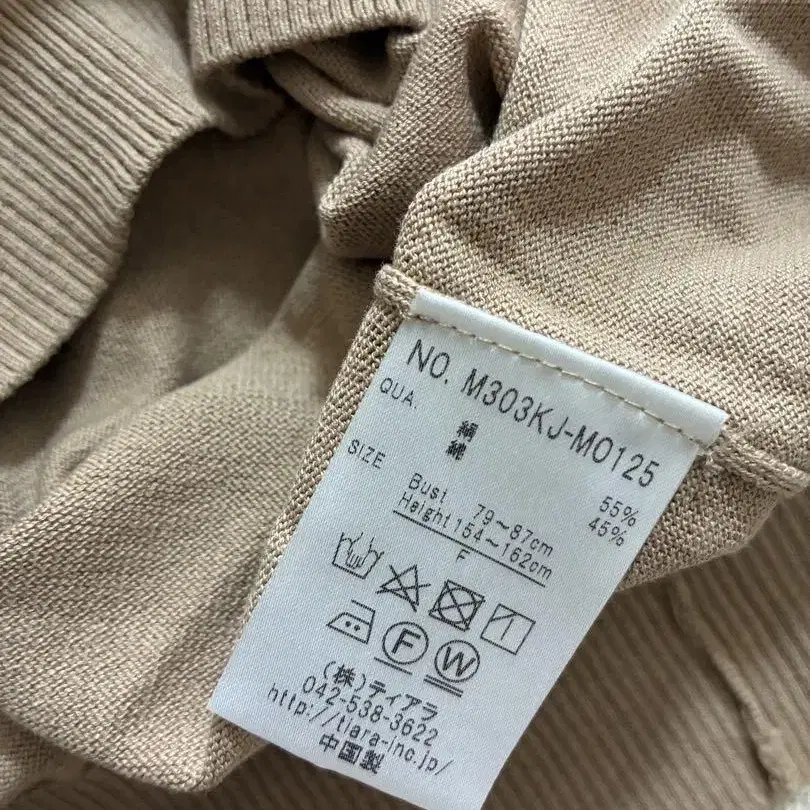 NO. M303KJ-M0125
QUA.
絹 55%
綿 45%
SIZE
Bust 79～87cm
Height 154～162cm
F
F W
(株)ティアラ
042-538-3622
http://tiara-inc.jp/
中国製